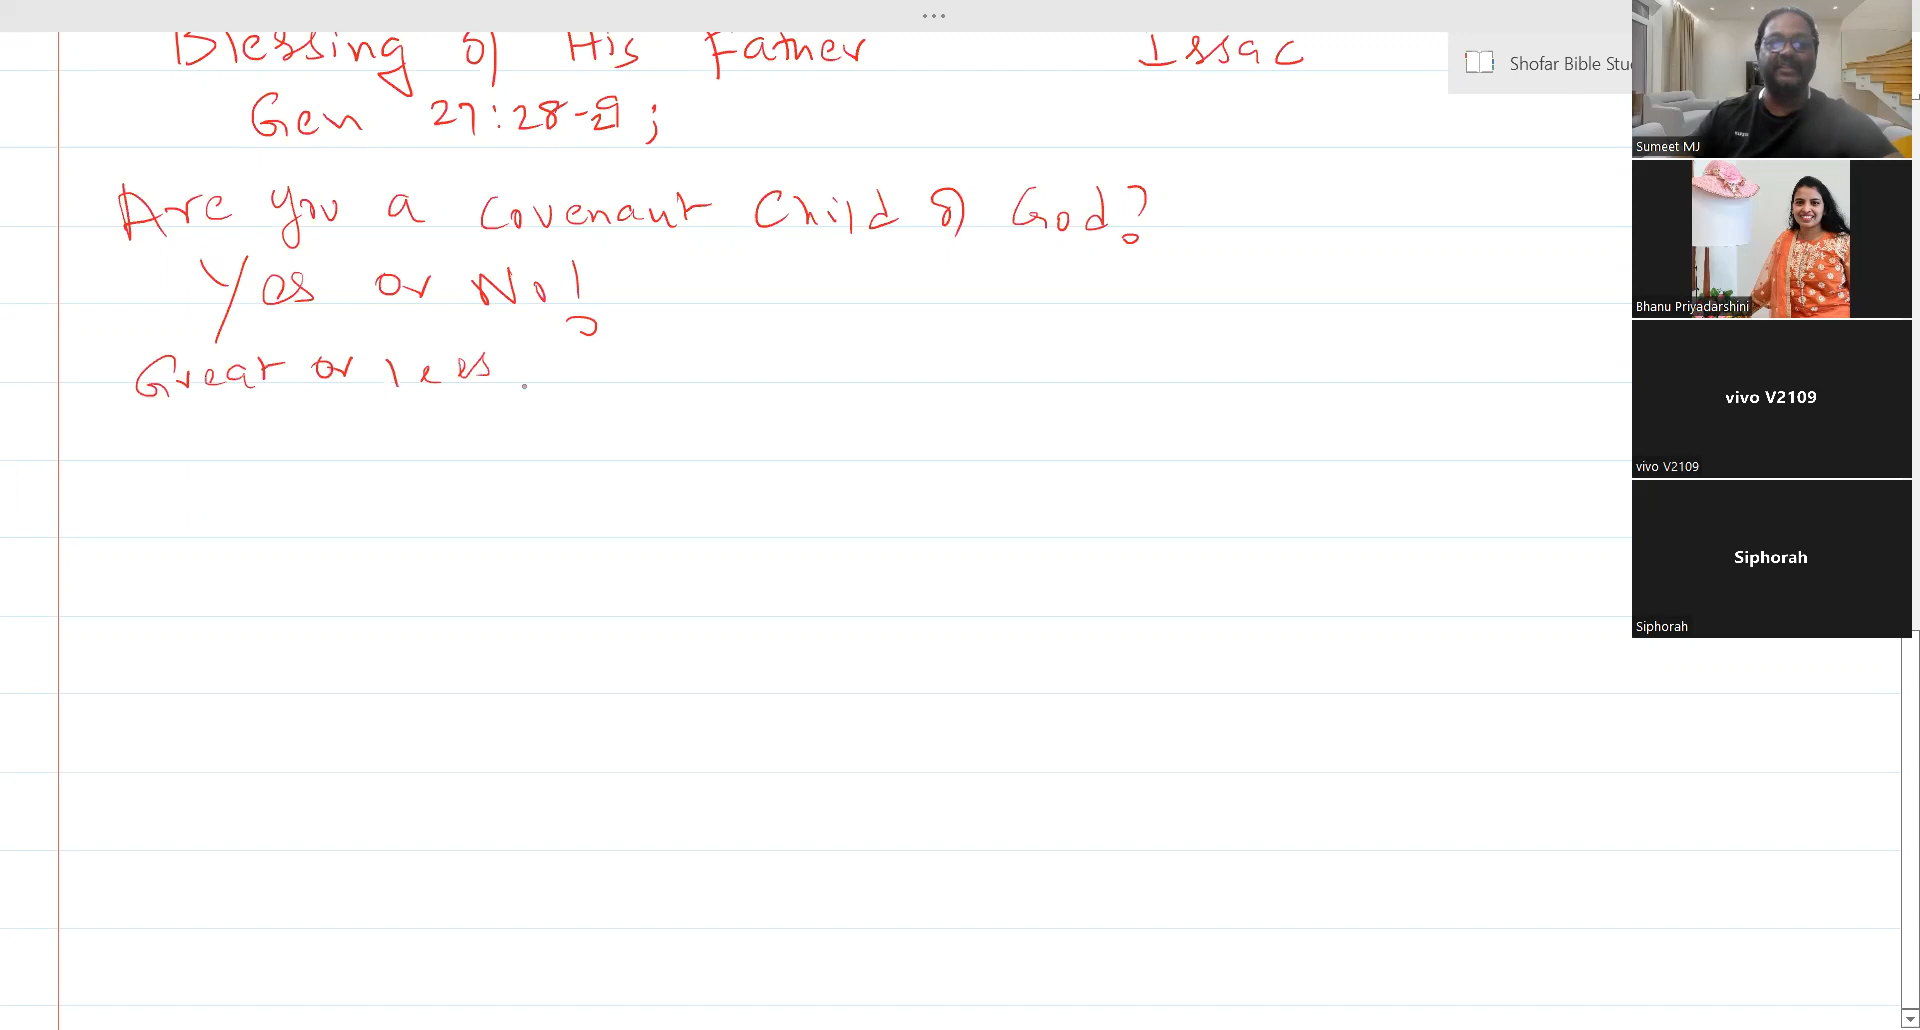 Blessing of His Father Issac
Gen 27:28-29;
Are you a covenant Child of God?
Yes or No!
Great or less
Shofar Bible Stu
Sumeet MJ
Bhanu Priyadarshini
vivo V2109
vivo V2109
Siphorah
Siphorah